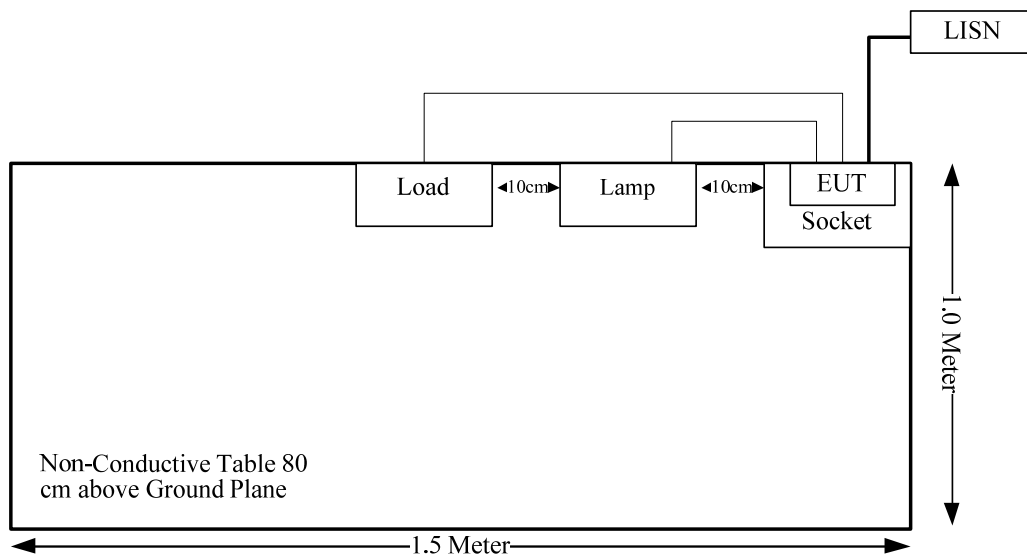 LISN
Load
10cm
Lamp
10cm
EUT
Socket
1.0 Meter
Non-Conductive Table 80
cm above Ground Plane
1.5 Meter